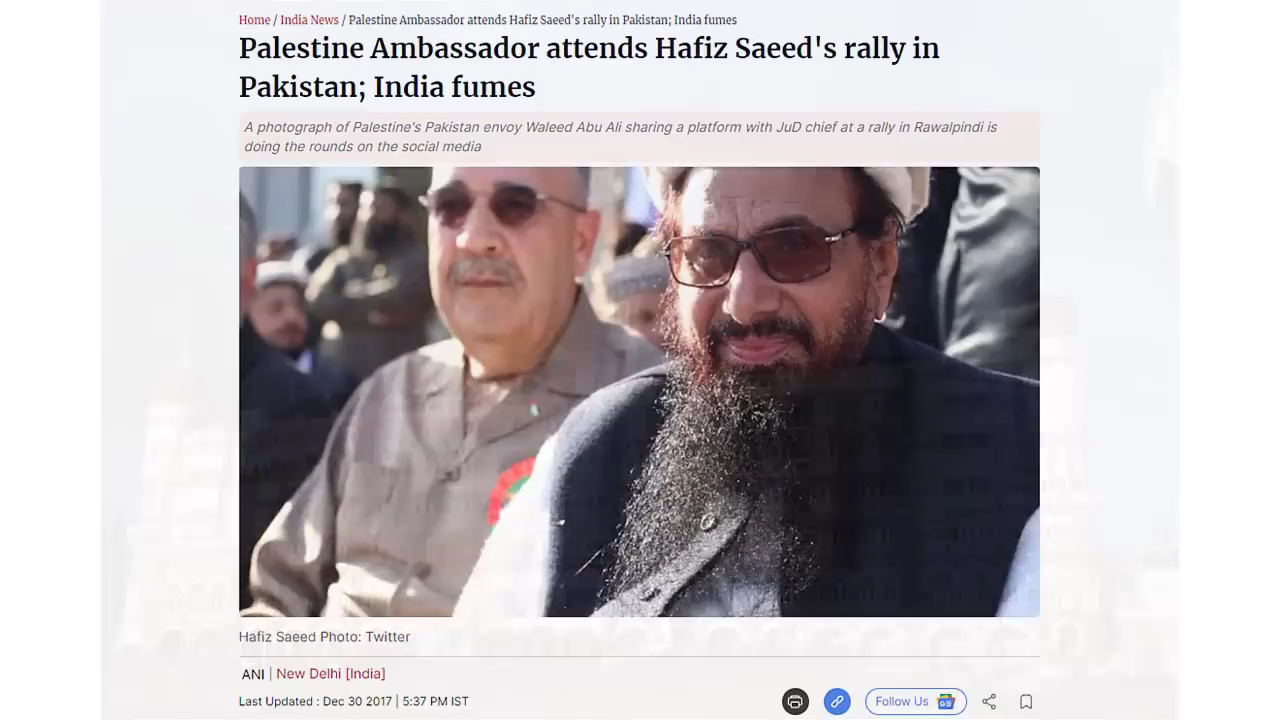 Home / India News / Palestine Ambassador attends Hafiz Saeed's rally in Pakistan; India fumes
Palestine Ambassador attends Hafiz Saeed's rally in
Pakistan; India fumes
A photograph of Palestine's Pakistan envoy Waleed Abu Ali sharing a platform with JuD chief at a rally in Rawalpindi is
doing the rounds on the social media
Hafiz Saeed Photo: Twitter
ANI | New Delhi [India]
Last Updated : Dec 30 2017 | 5:37 PM IST
Follow Us